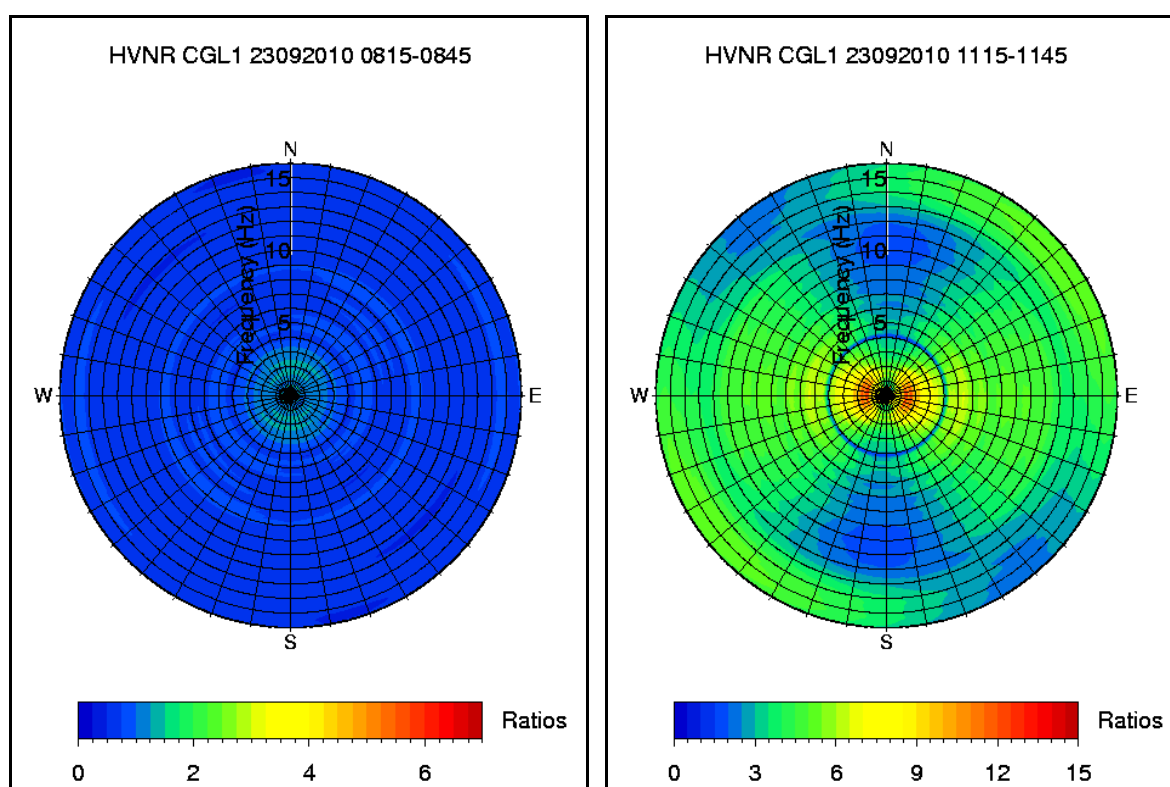 HVNR CGL1 23092010 0815-0845
N
15
10
5
Frequency (Hz)
W
E
S
Ratios
0 2 4 6
HVNR CGL1 23092010 1115-1145
N
15
10
5
Frequency (Hz)
W
E
S
Ratios
0 3 6 9 12 15